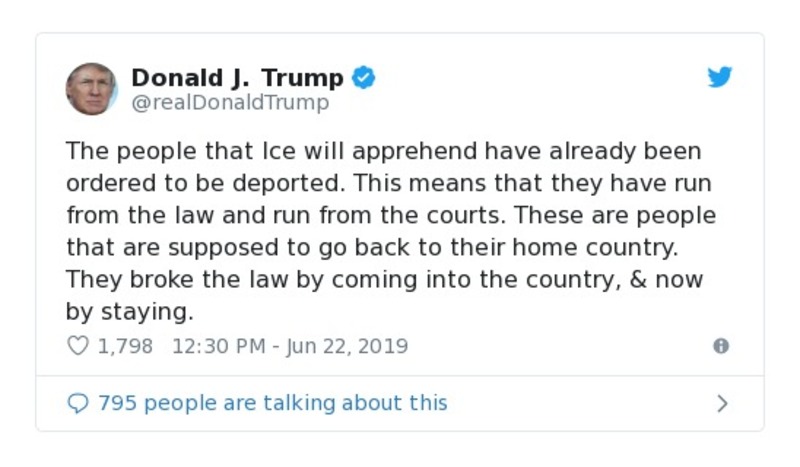 Donald J. Trump
@realDonaldTrump
The people that Ice will apprehend have already been
ordered to be deported. This means that they have run
from the law and run from the courts. These are people
that are supposed to go back to their home country.
They broke the law by coming into the country, & now
by staying.
1,798 12:30 PM - Jun 22, 2019
795 people are talking about this